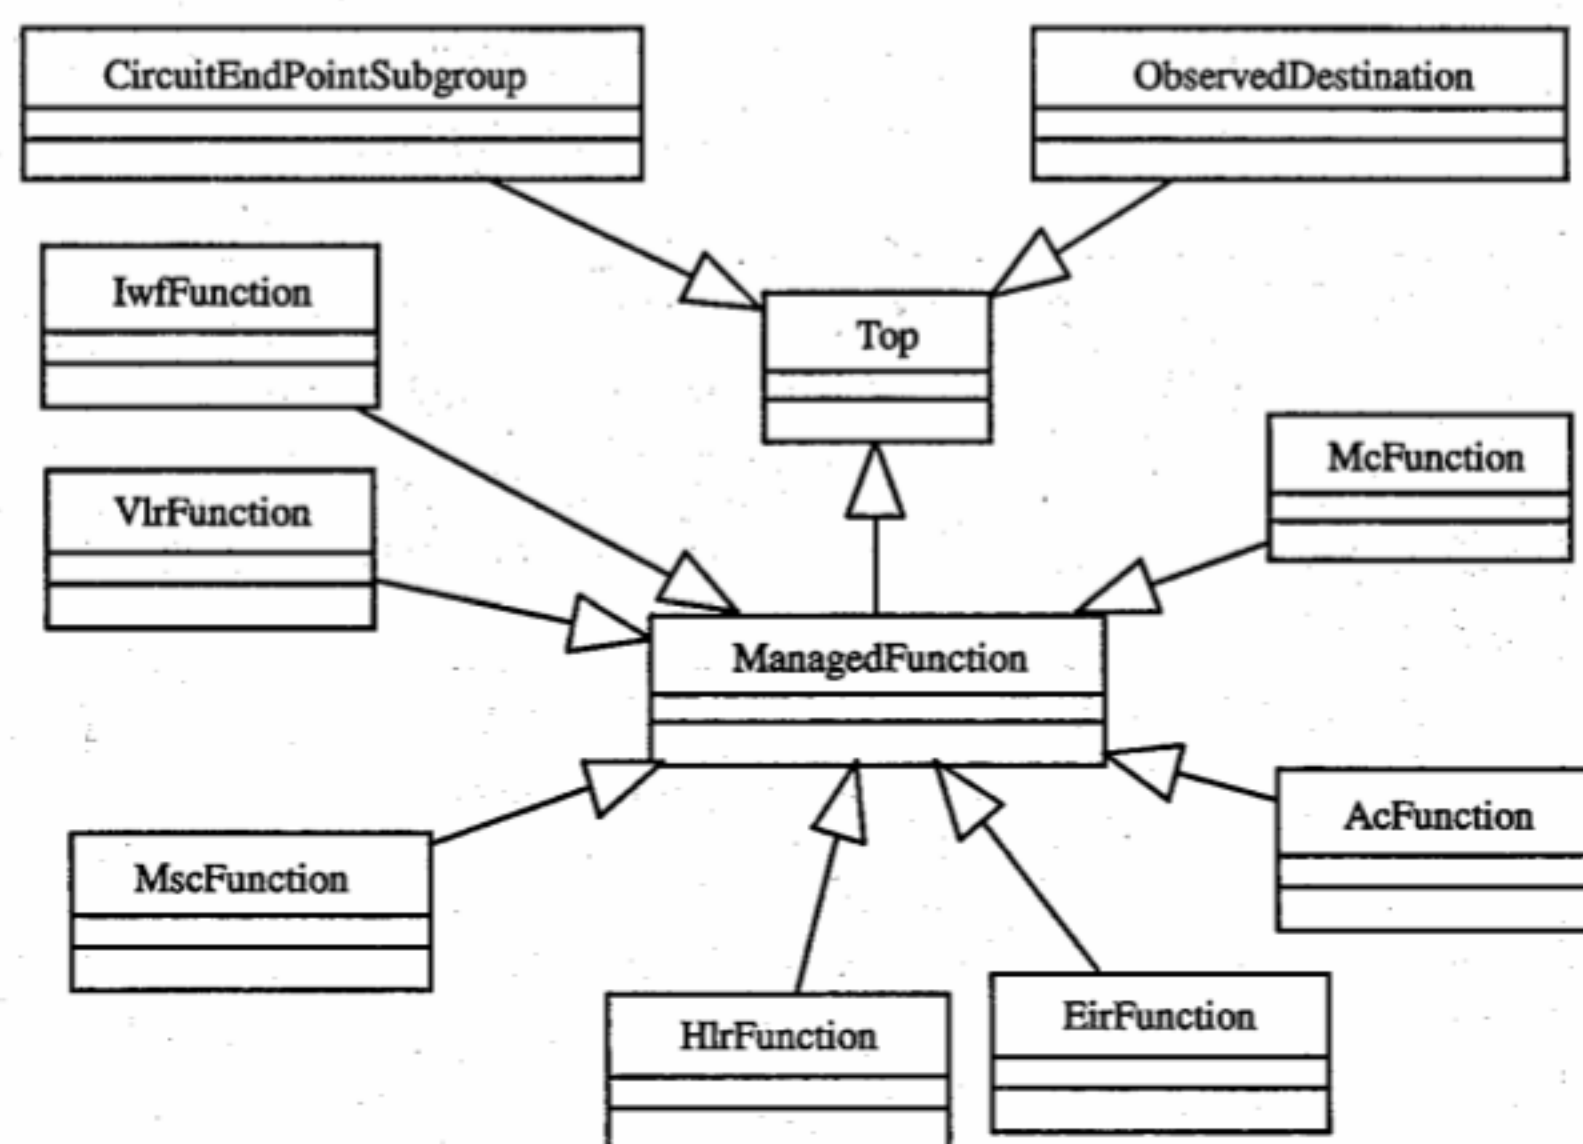 CircuitEndPointSubgroup
ObservedDestination
IwfFunction
Top
McFunction
VlrFunction
ManagedFunction
AcFunction
MscFunction
HlrFunction
EirFunction